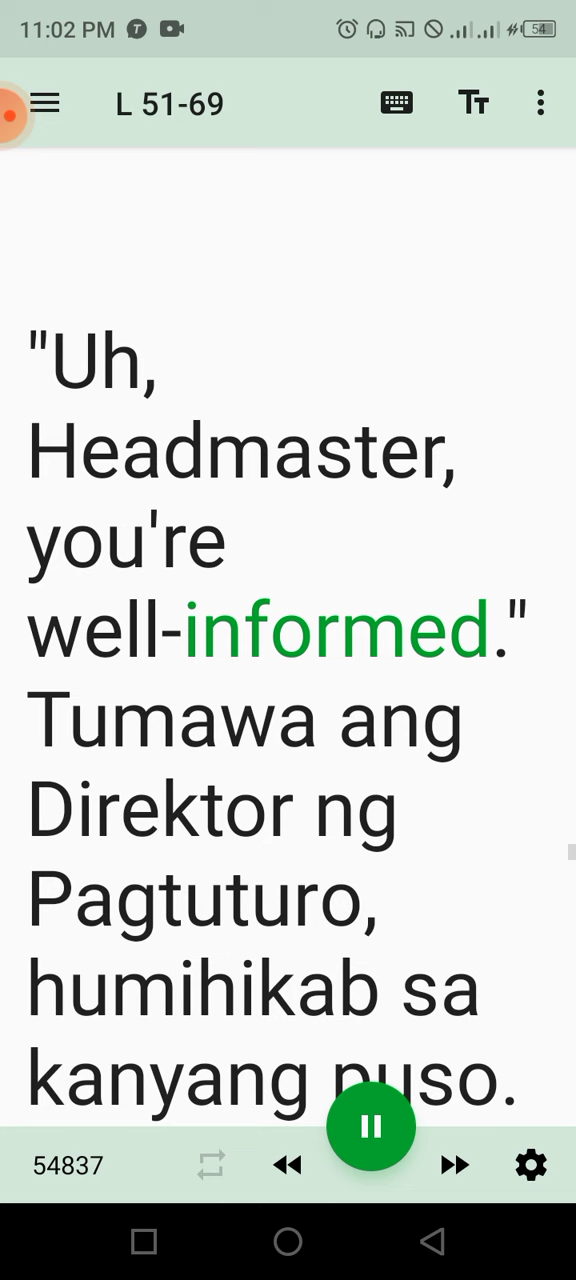 11:02 PM
54
L 51-69
"Uh,
Headmaster,
you're
well-informed."
Tumawa ang
Direktor ng
Pagtuturo,
humihikab sa
kanyang puso.
54837